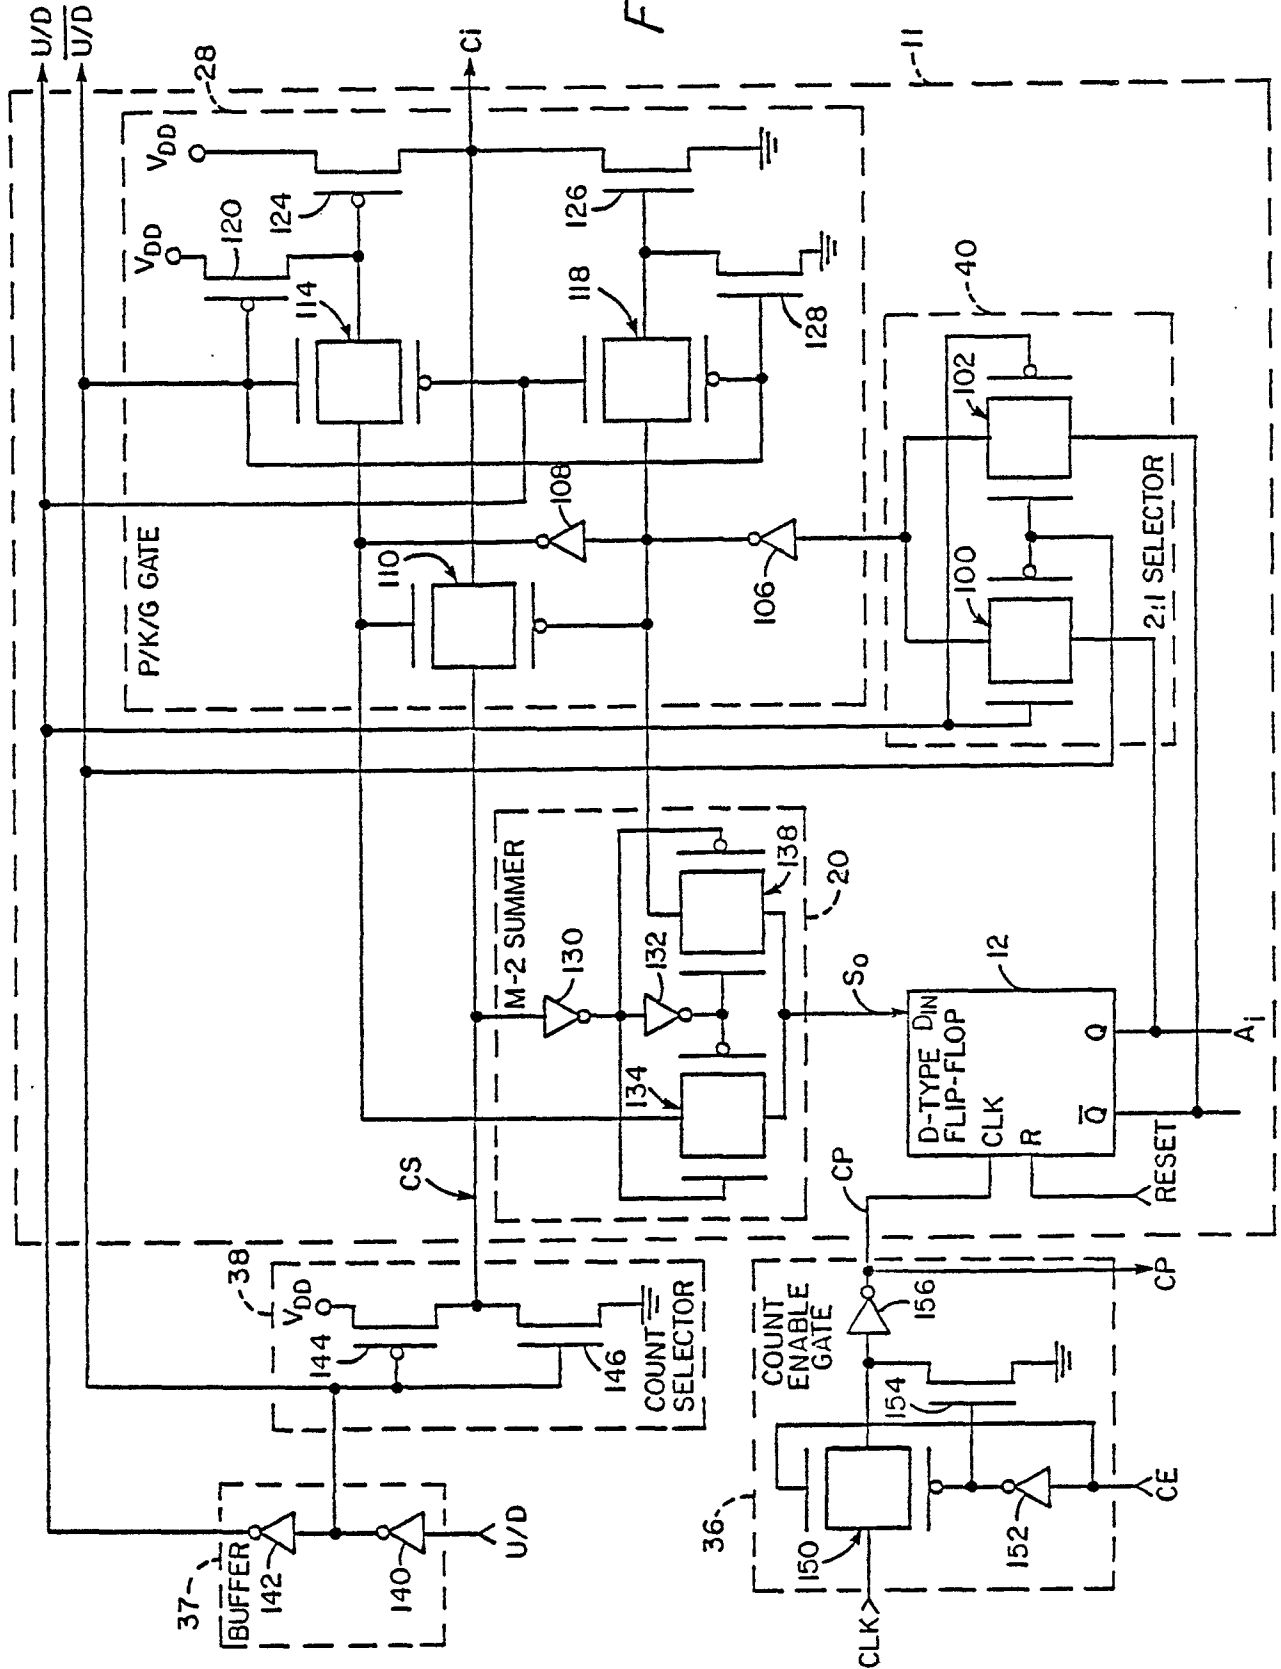 U/D
U/D
F
11
28
Ci
VDD
VDD
120
124
126
114
118
128
40
P/K/G GATE
108
110
106
102
100
2:1 SELECTOR
M-2 SUMMER
130
132
134
138
20
S0
12
D-TYPE DIN
FLIP-FLOP
CLK
R
Q
Q
Ai
RESET
CS
CP
38
VDD
144
146
COUNT
SELECTOR
COUNT
ENABLE
GATE
156
CP
154
36
150
152
CE
CLK
37
BUFFER
142
140
U/D